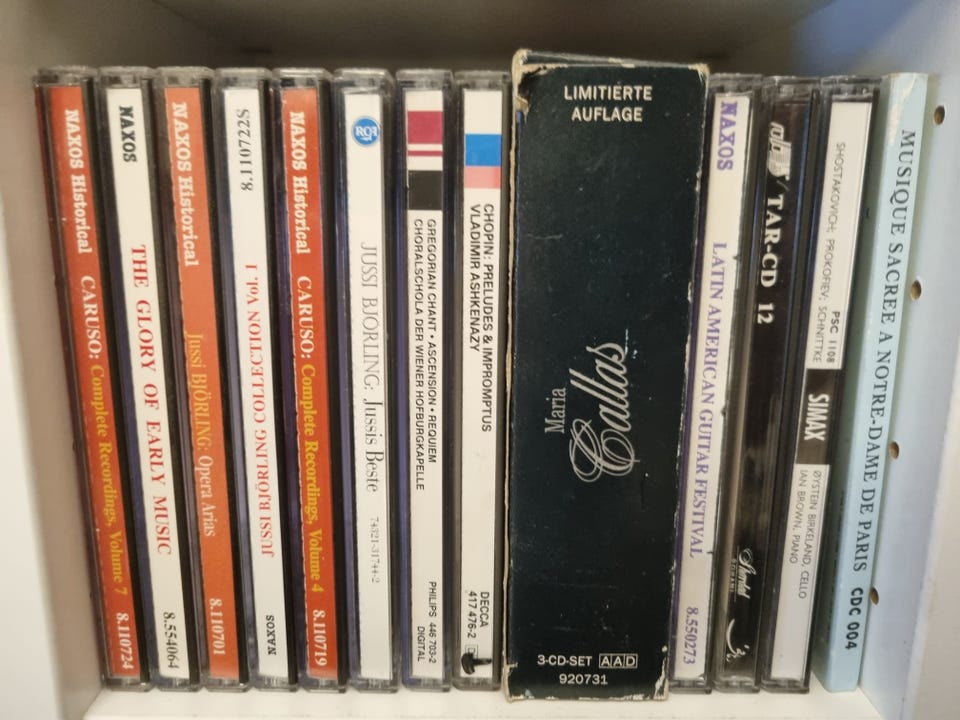 NAXOS Historical CARUSO: Complete Recordings, Volume 7 8.110724
NAXOS THE GLORY OF EARLY MUSIC 8.554064
NAXOS Historical Jussi BJÖRLING: Opera Arias 8.110701
NAXOS JUSSI BJÖRLING COLLECTION Vol. 1 8.110722S
NAXOS Historical CARUSO: Complete Recordings, Volume 4 8.110719
RCA JUSSI BJÖRLING: Jussis Beste 74321-31744-2
GREGORIAN CHANT • ASCENSION • REQUIEM
CHORALSCHOLA DER WIENER HOFBURGKAPELLE
PHILIPS 446 703-2
DIGITAL
CHOPIN: PRELUDES & IMPROMPTUS
VLADIMIR ASHKENAZY
DECCA
417 476-2
LIMITIERTE
AUFLAGE
Maria
Callas
3-CD-SET AAD
920731
NAXOS LATIN AMERICAN GUITAR FESTIVAL 8.550273
TAR-CD 12
SHOSTAKOVICH; PROKOFIEV; SCHNITTKE
PSC 1108
SIMAX
ØYSTEIN BIRKELAND, CELLO
IAN BROWN, PIANO
MUSIQUE SACREE A NOTRE-DAME DE PARIS CDC 004